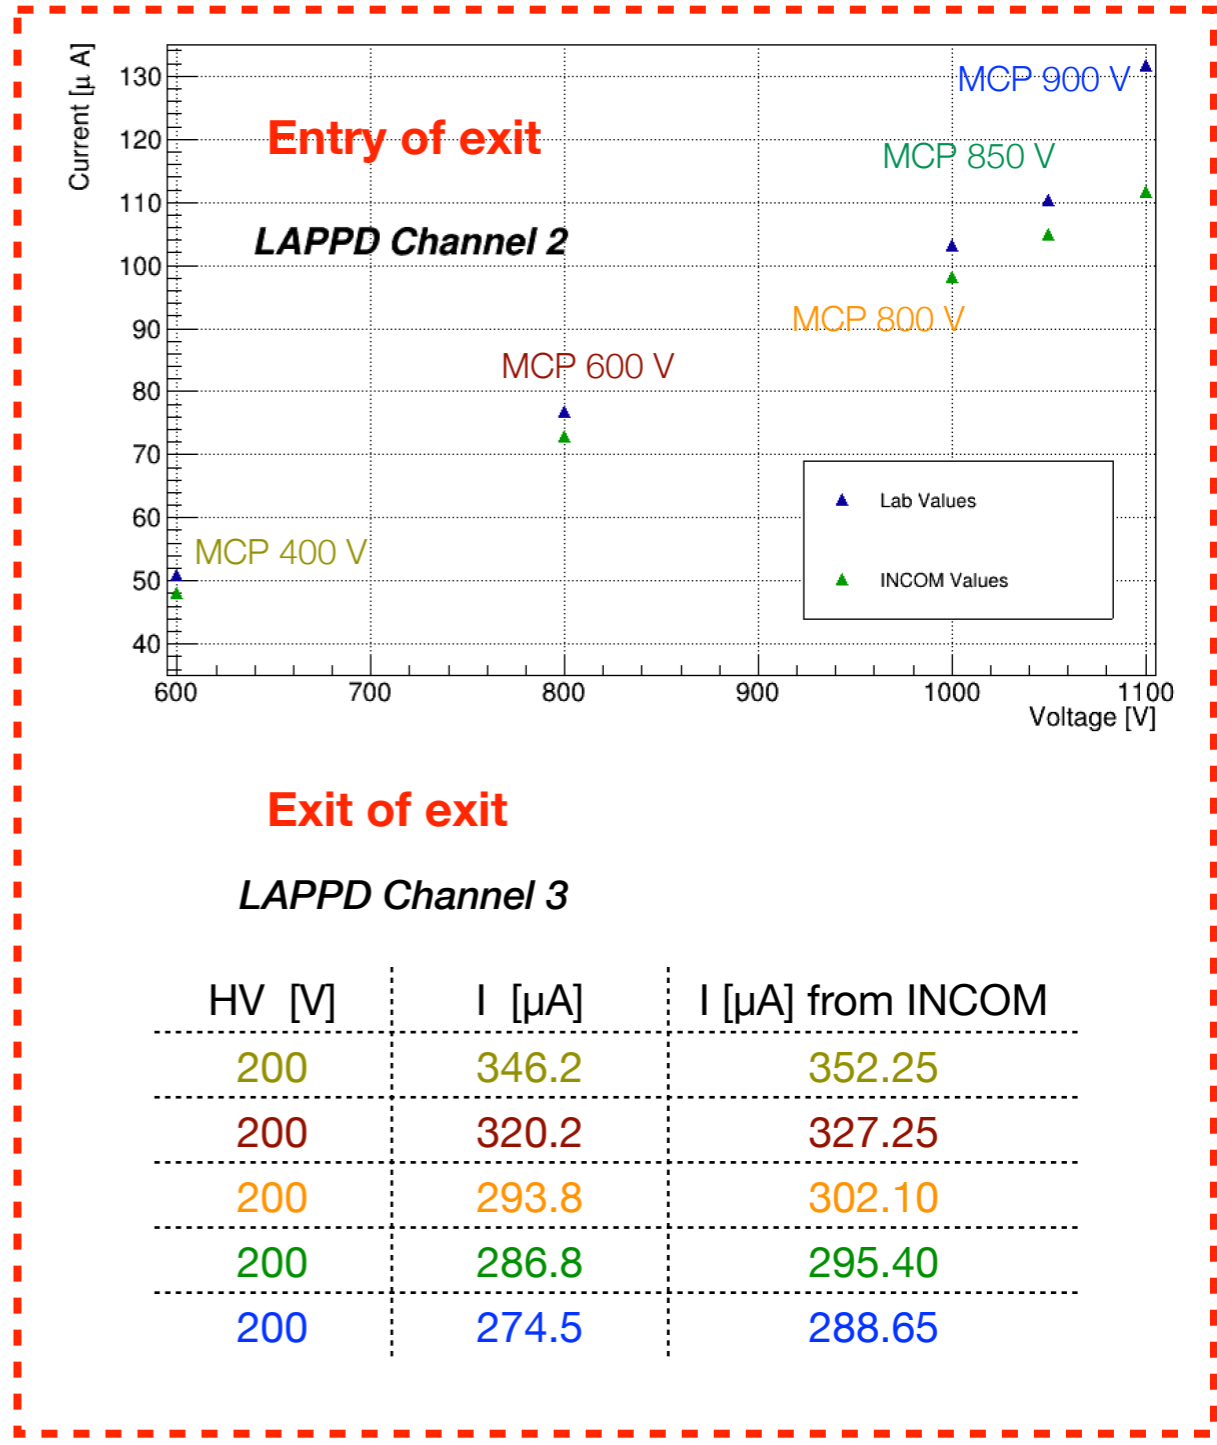 Current [μ A]
130
120
110
100
90
80
70
60
50
40
MCP 900 V
Entry of exit
MCP 850 V
LAPPD Channel 2
MCP 800 V
MCP 600 V
MCP 400 V
Lab Values
INCOM Values
600 700 800 900 1000 1100
Voltage [V]
Exit of exit
LAPPD Channel 3
HV [V] I [μA] I [μA] from INCOM
200 346.2 352.25
200 320.2 327.25
200 293.8 302.10
200 286.8 295.40
200 274.5 288.65